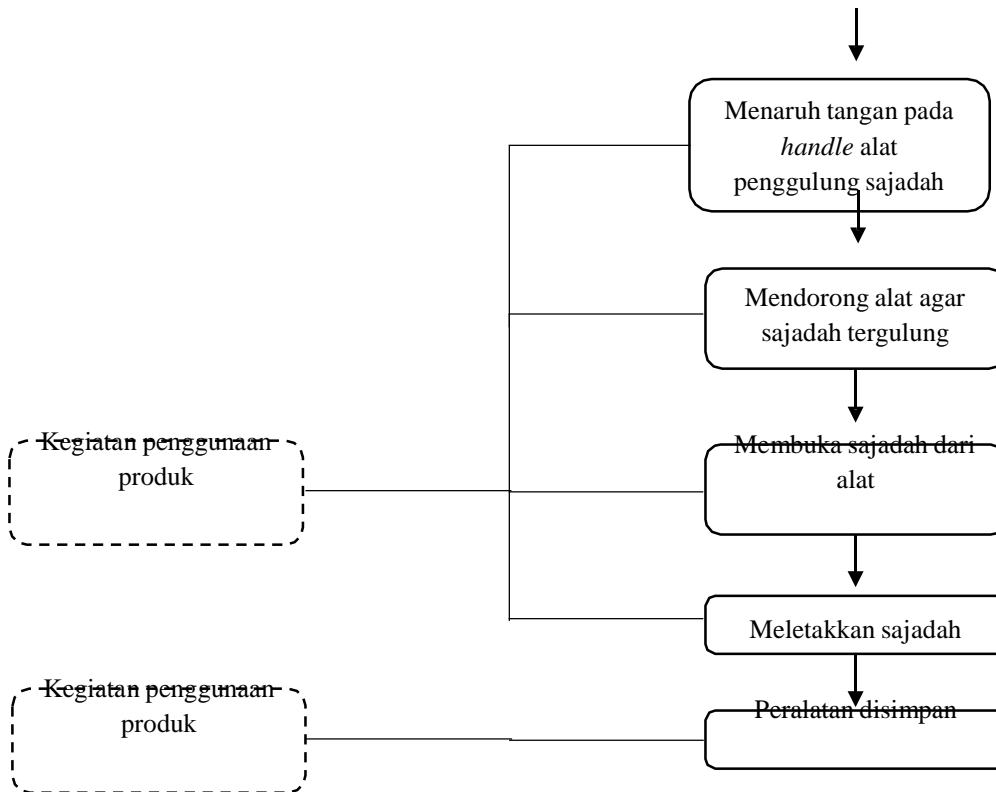 Menaruh tangan pada
handle alat
penggulung sajadah
Mendorong alat agar
sajadah tergulung
Kegiatan penggunaan
produk
Membuka sajadah dari
alat
Meletakkan sajadah
Kegiatan penggunaan
produk
Peralatan disimpan